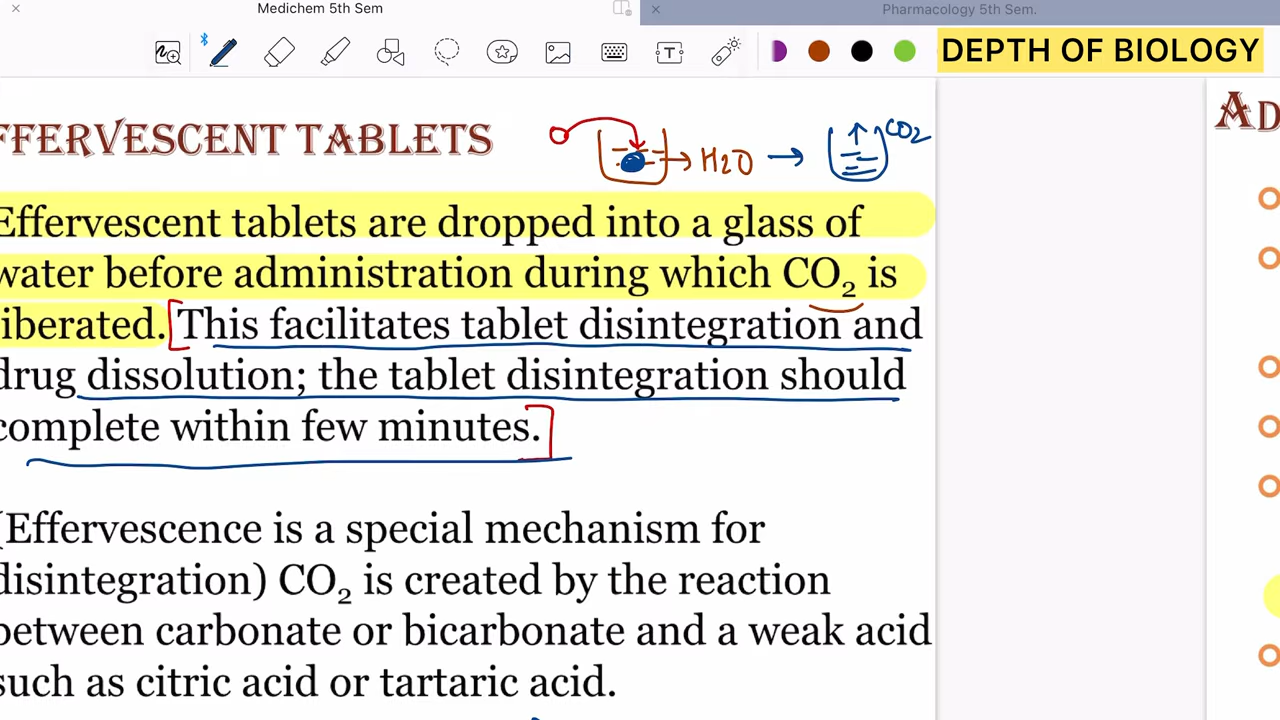 Medichem 5th Sem
Pharmacology 5th Sem.
DEPTH OF BIOLOGY
FFERVESCENT TABLETS
H2O
CO2
AD
Effervescent tablets are dropped into a glass of
water before administration during which CO₂ is
liberated. [This facilitates tablet disintegration and
drug dissolution; the tablet disintegration should
complete within few minutes.]
(Effervescence is a special mechanism for
disintegration) CO₂ is created by the reaction
between carbonate or bicarbonate and a weak acid
such as citric acid or tartaric acid.